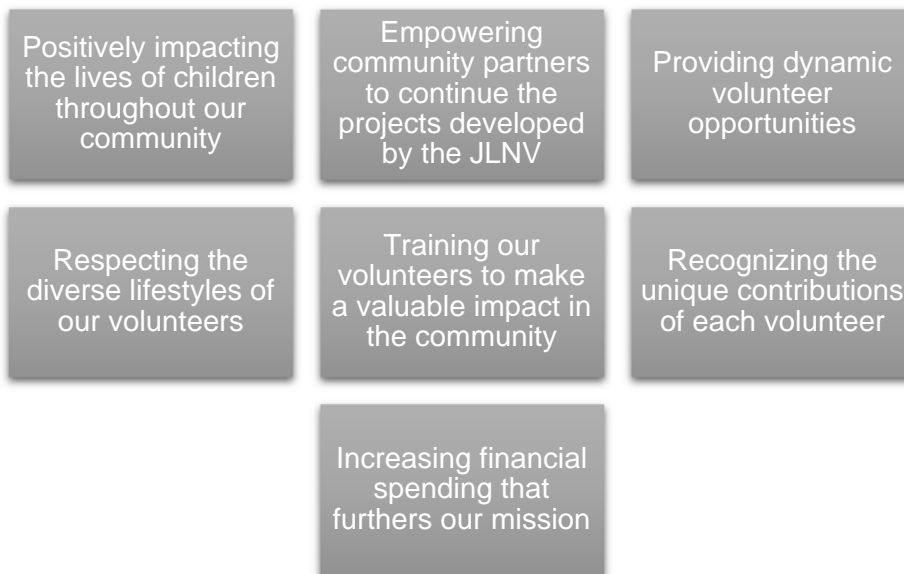 Positively impacting
the lives of children
throughout our
community
Empowering
community partners
to continue the
projects developed
by the JLNV
Providing dynamic
volunteer
opportunities
Respecting the
diverse lifestyles of
our volunteers
Training our
volunteers to make
a valuable impact in
the community
Recognizing the
unique contributions
of each volunteer
Increasing financial
spending that
furthers our mission